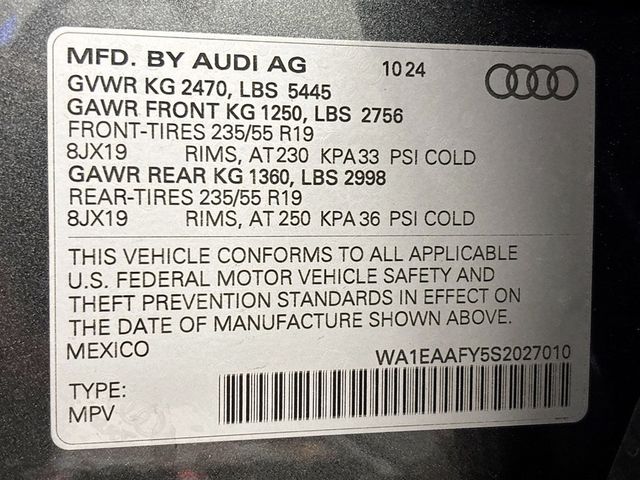 MFD. BY AUDI AG 10 24
GVWR KG 2470, LBS 5445
GAWR FRONT KG 1250, LBS 2756
FRONT-TIRES 235/55 R19
8JX19 RIMS, AT 230 KPA 33 PSI COLD
GAWR REAR KG 1360, LBS 2998
REAR-TIRES 235/55 R19
8JX19 RIMS, AT 250 KPA 36 PSI COLD
THIS VEHICLE CONFORMS TO ALL APPLICABLE
U.S. FEDERAL MOTOR VEHICLE SAFETY AND
THEFT PREVENTION STANDARDS IN EFFECT ON
THE DATE OF MANUFACTURE SHOWN ABOVE.
MEXICO WA1EAAFY5S2027010
TYPE:
MPV